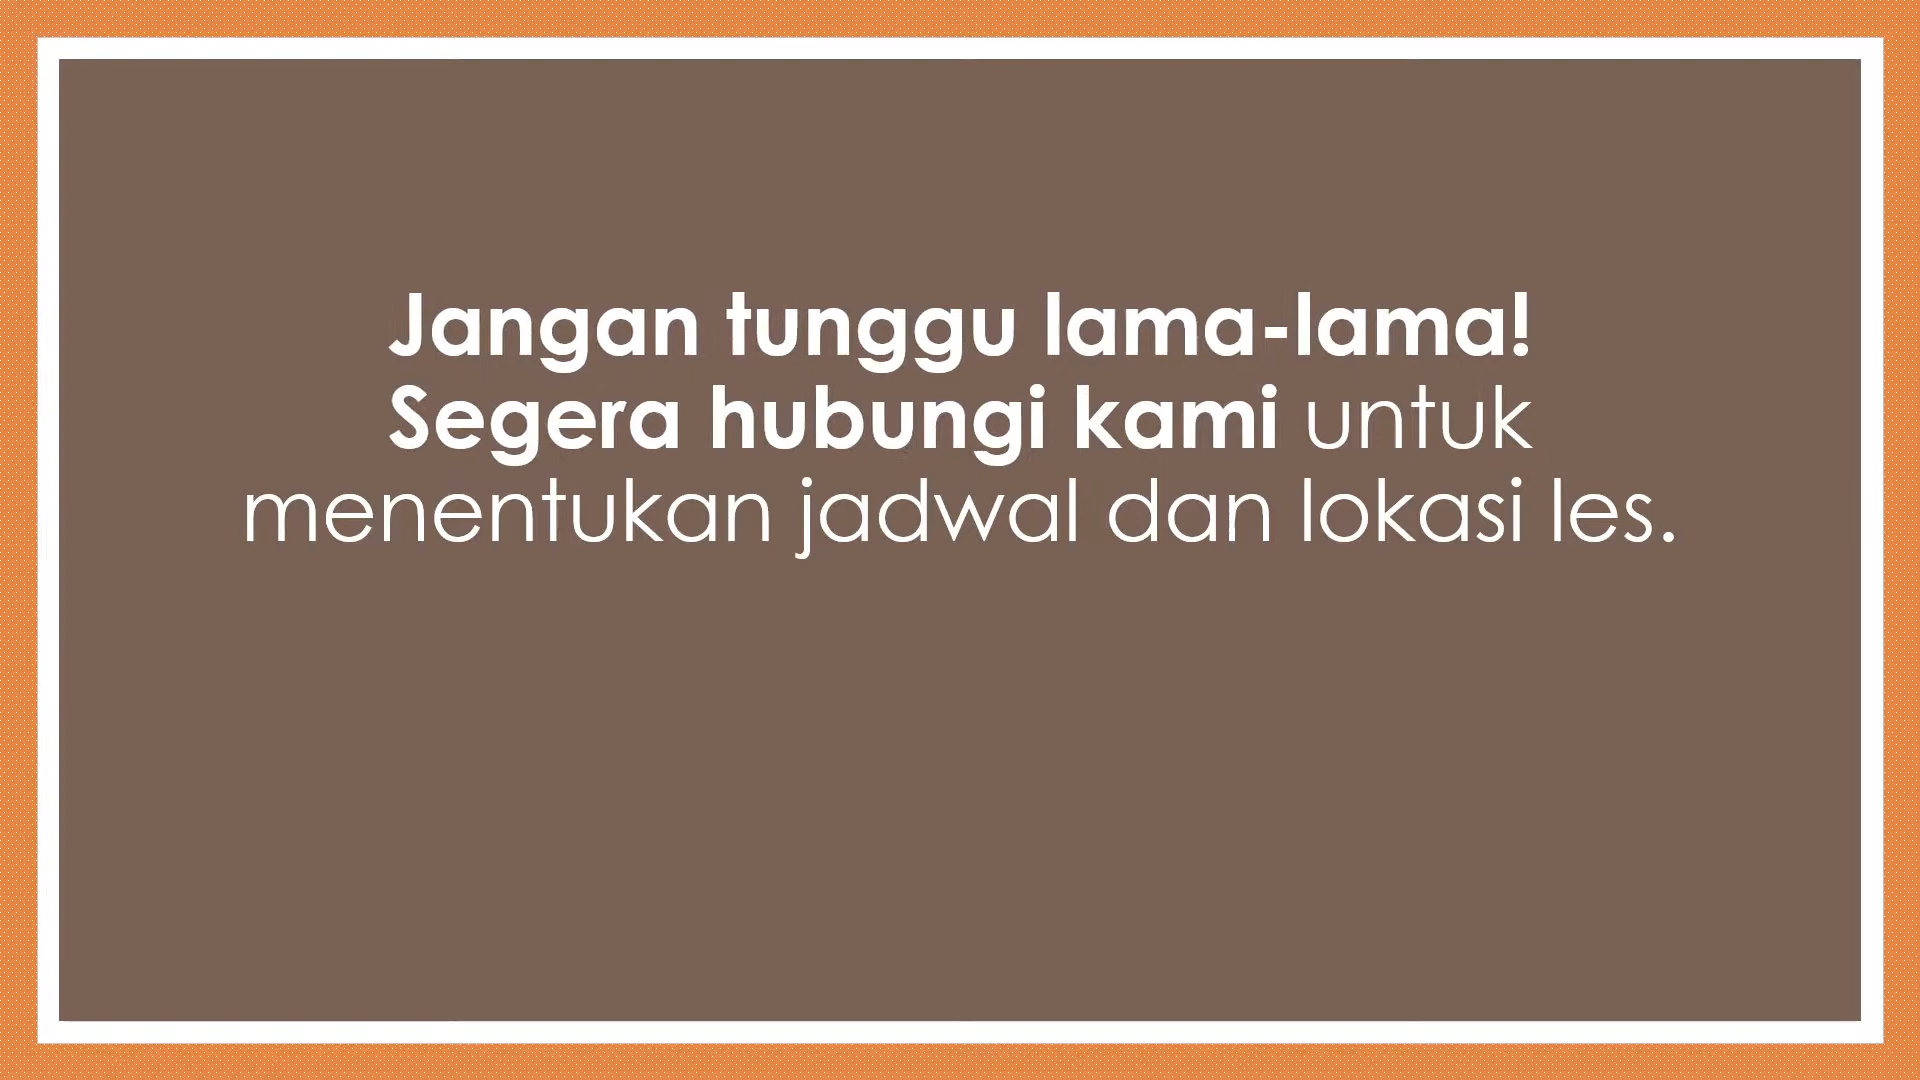 Jangan tunggu lama-lama!
Segera hubungi kami untuk
menentukan jadwal dan lokasi les.